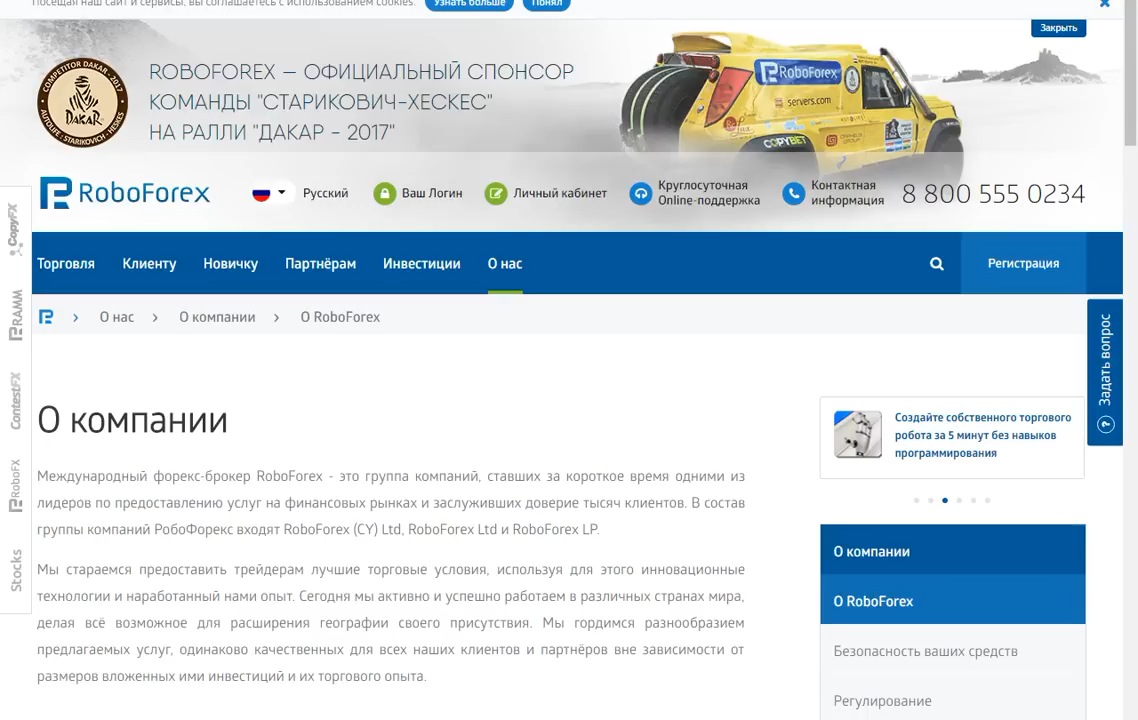 Посещая наш сайт и сервисы, вы соглашаетесь с использованием cookies. Узнать больше Понял
Закрыть
COMPETITOR DAKAR - 2017
DAKAR
AUTOLIFE | STARIKOVICH - HESKES
ROBOFOREX – ОФИЦИАЛЬНЫЙ СПОНСОР
КОМАНДЫ "СТАРИКОВИЧ-ХЕСКЕС"
НА РАЛЛИ "ДАКАР - 2017"
RoboForex
servers.com
COPYBET
RoboForex
Русский
Ваш Логин
Личный кабинет
Круглосуточная
Online-поддержка
Контактная
информация
8 800 555 0234
Торговля Клиенту Новичку Партнёрам Инвестиции О нас Регистрация
О нас > О компании > О RoboForex
CopyFX
RAMM
ContestFX
RoboFX
Stocks
Задать вопрос
О компании
Международный форекс-брокер RoboForex - это группа компаний, ставших за короткое время одними из
лидеров по предоставлению услуг на финансовых рынках и заслуживших доверие тысяч клиентов. В состав
группы компаний РобоФорекс входят RoboForex (CY) Ltd, RoboForex Ltd и RoboForex LP.
Мы стараемся предоставить трейдерам лучшие торговые условия, используя для этого инновационные
технологии и наработанный нами опыт. Сегодня мы активно и успешно работаем в различных странах мира,
делая всё возможное для расширения географии своего присутствия. Мы гордимся разнообразием
предлагаемых услуг, одинаково качественных для всех наших клиентов и партнёров вне зависимости от
размеров вложенных ими инвестиций и их торгового опыта.
Создайте собственного торгового
робота за 5 минут без навыков
программирования
О компании
О RoboForex
Безопасность ваших средств
Регулирование